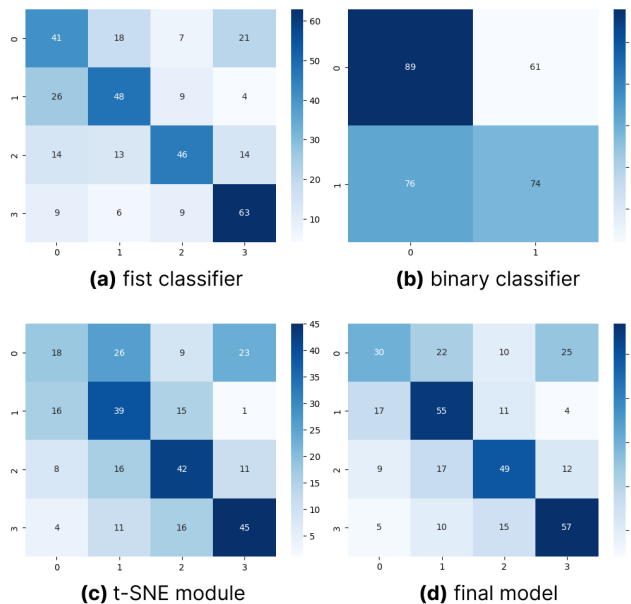 0 41 18 7 21
1 26 48 9 4
2 14 13 46 14
3 9 6 9 63
0 1 2 3
60
50
40
30
20
10
(a) fist classifier
0 89 61
1 76 74
0 1
(b) binary classifier
0 18 26 9 23
1 16 39 15 1
2 8 16 42 11
3 4 11 16 45
0 1 2 3
45
40
35
30
25
20
15
10
5
(c) t-SNE module
0 30 22 10 25
1 17 55 11 4
2 9 17 49 12
3 5 10 15 57
0 1 2 3
(d) final model